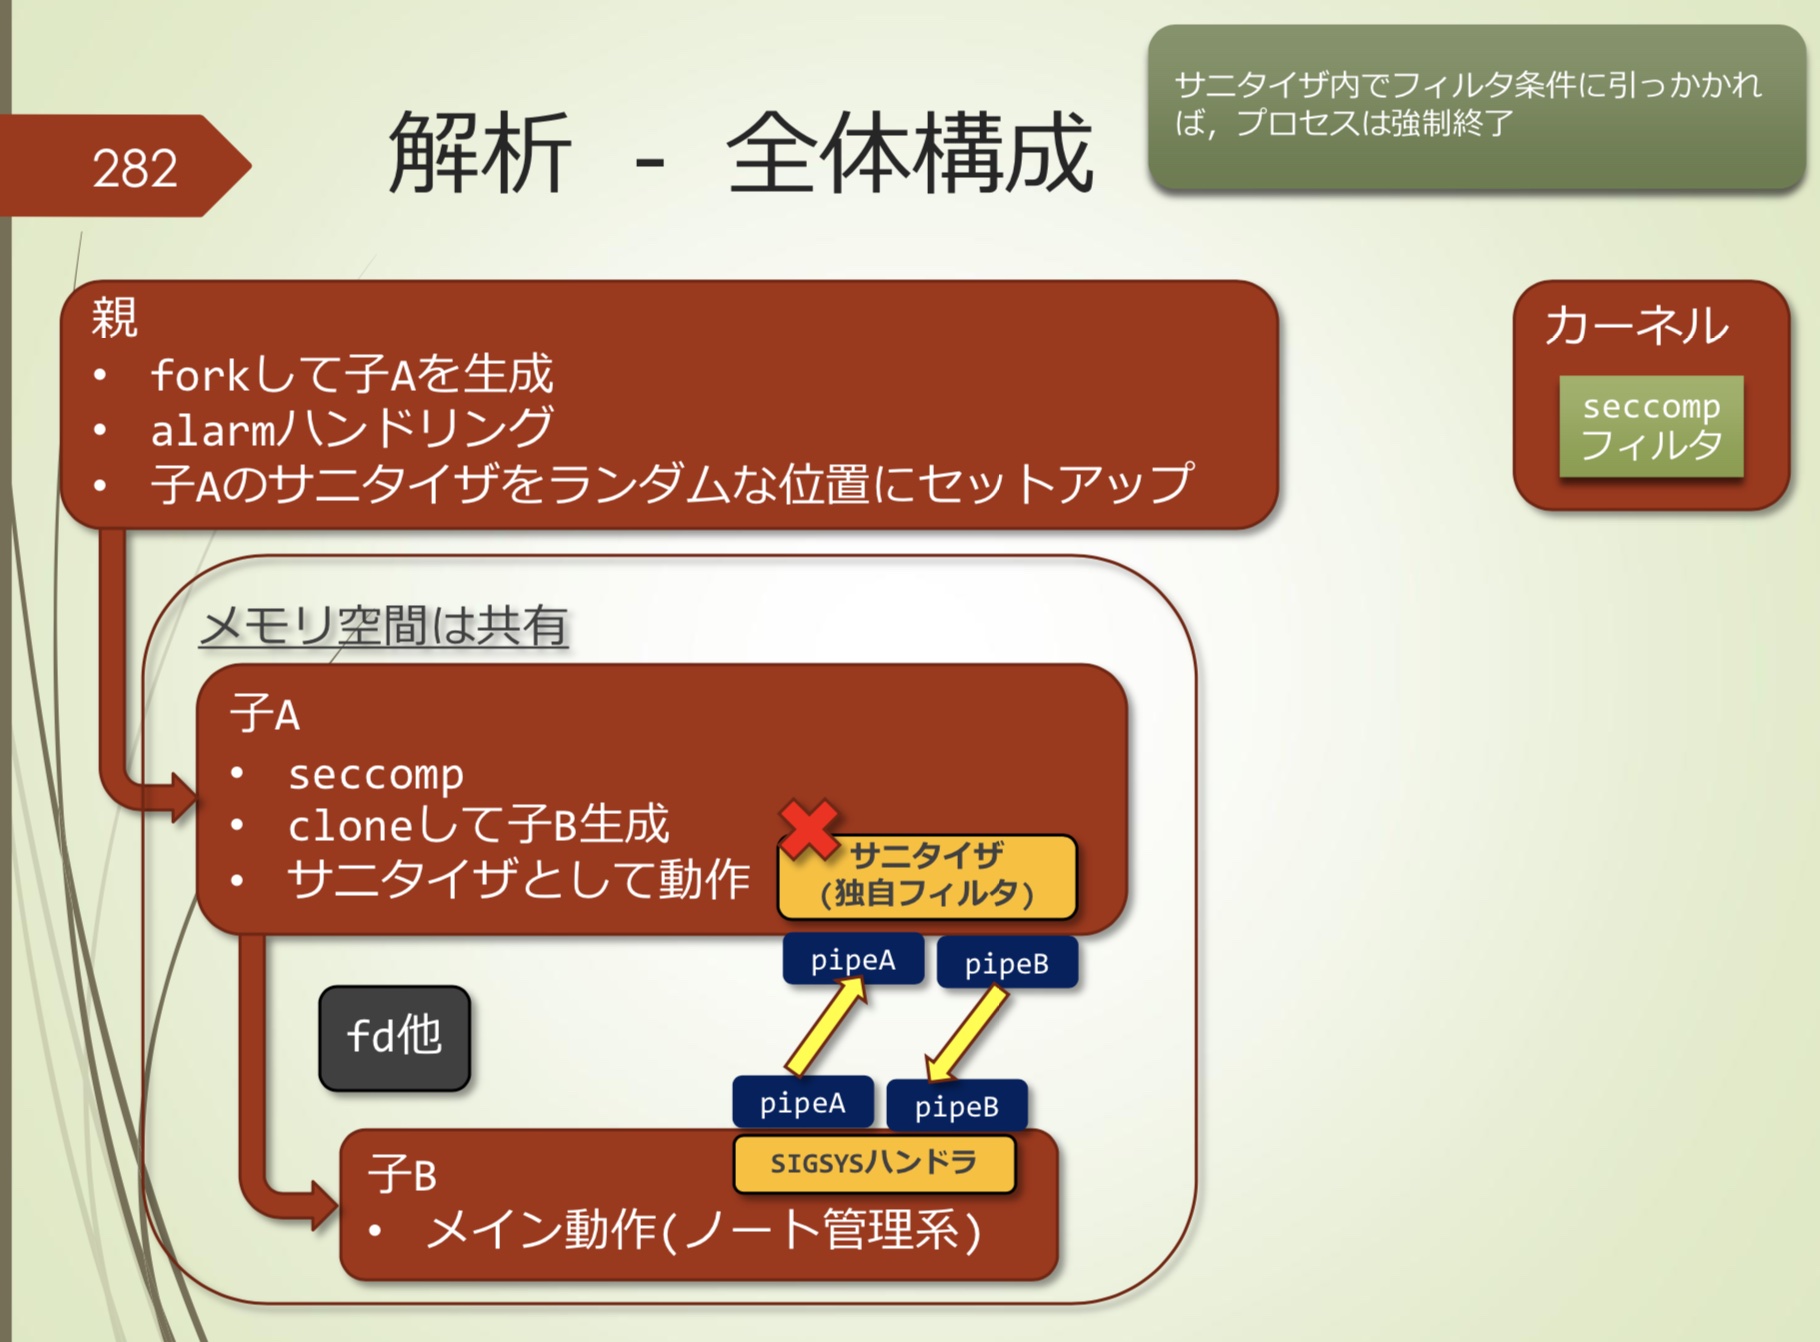 282
解析 - 全体構成
サニタイザ内でフィルタ条件に引っかかれ
ば，プロセスは強制終了
親
• forkして子Aを生成
• alarmハンドリング
• 子Aのサニタイザをランダムな位置にセットアップ
カーネル
seccomp
フィルタ
メモリ空間は共有
子A
• seccomp
• cloneして子B生成
• サニタイザとして動作
サニタイザ
(独自フィルタ)
pipeA
pipeB
fd他
pipeA
pipeB
SIGSYSハンドラ
子B
• メイン動作(ノート管理系)